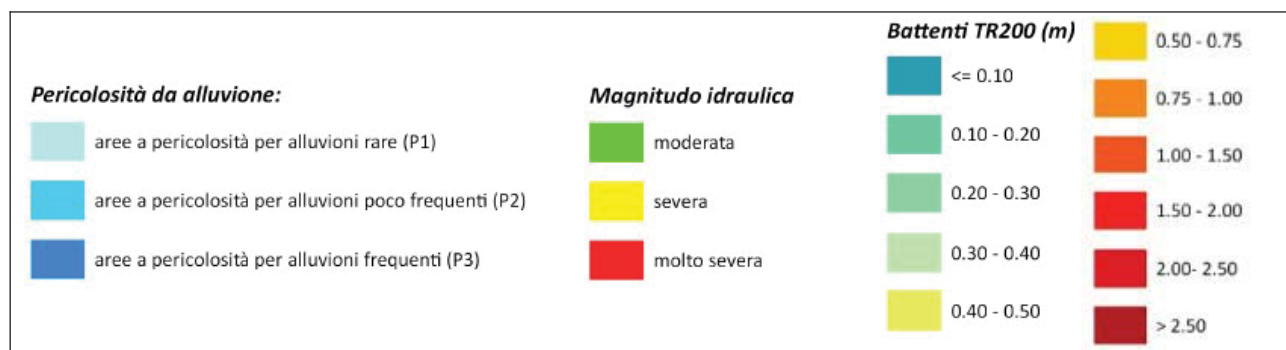 Pericolosità da alluvione:
aree a pericolosità per alluvioni rare (P1)
aree a pericolosità per alluvioni poco frequenti (P2)
aree a pericolosità per alluvioni frequenti (P3)
Magnitudo idraulica
moderata
severa
molto severa
Battenti TR200 (m)
<= 0.10
0.10 - 0.20
0.20 - 0.30
0.30 - 0.40
0.40 - 0.50
0.50 - 0.75
0.75 - 1.00
1.00 - 1.50
1.50 - 2.00
2.00- 2.50
> 2.50